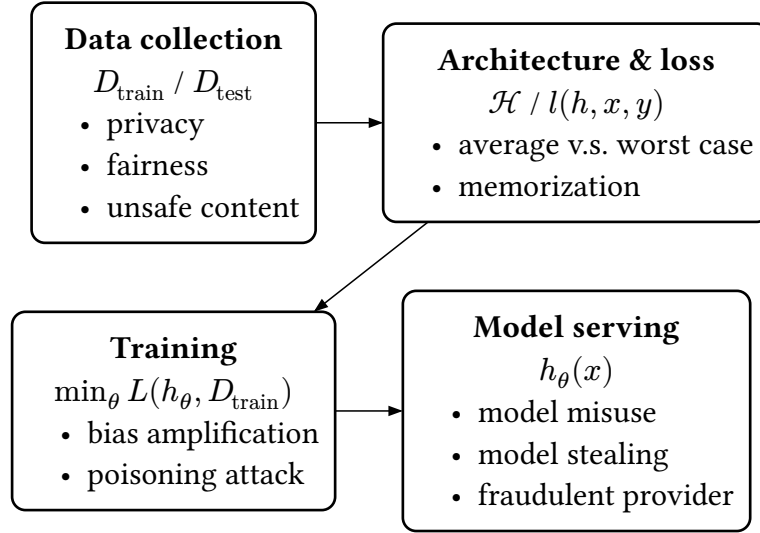 Data collection
D_train / D_test
• privacy
• fairness
• unsafe content
Architecture & loss
ℋ / l(h, x, y)
• average v.s. worst case
• memorization
Training
min_θ L(h_θ, D_train)
• bias amplification
• poisoning attack
Model serving
h_θ(x)
• model misuse
• model stealing
• fraudulent provider